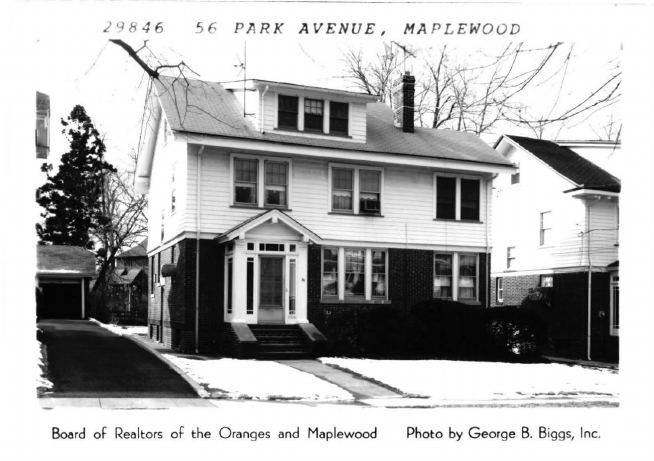 29846 56 PARK AVENUE, MAPLEWOOD
Board of Realtors of the Oranges and Maplewood Photo by George B. Biggs, Inc.